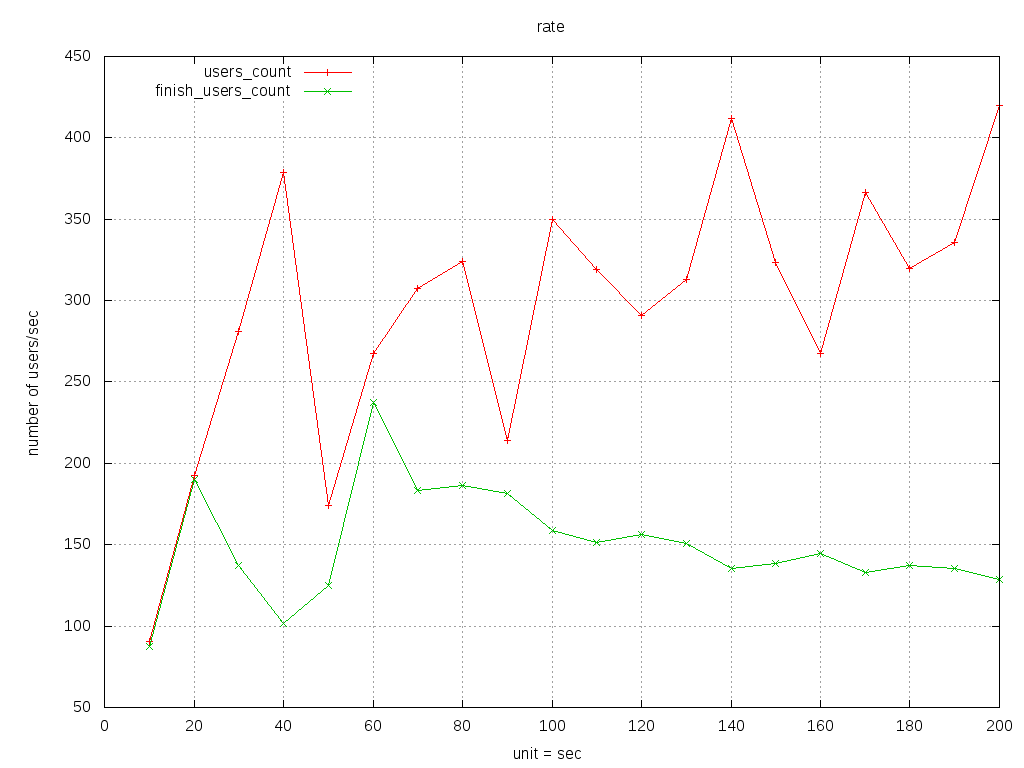 rate
450
400
350
300
250
200
150
100
50
users_count
finish_users_count
number of users/sec
0 20 40 60 80 100 120 140 160 180 200
unit = sec